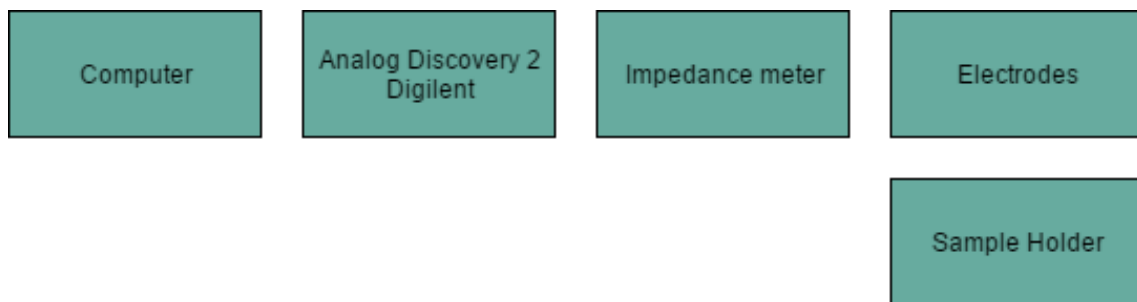 Computer
Analog Discovery 2
Digilent
Impedance meter
Electrodes
Sample Holder